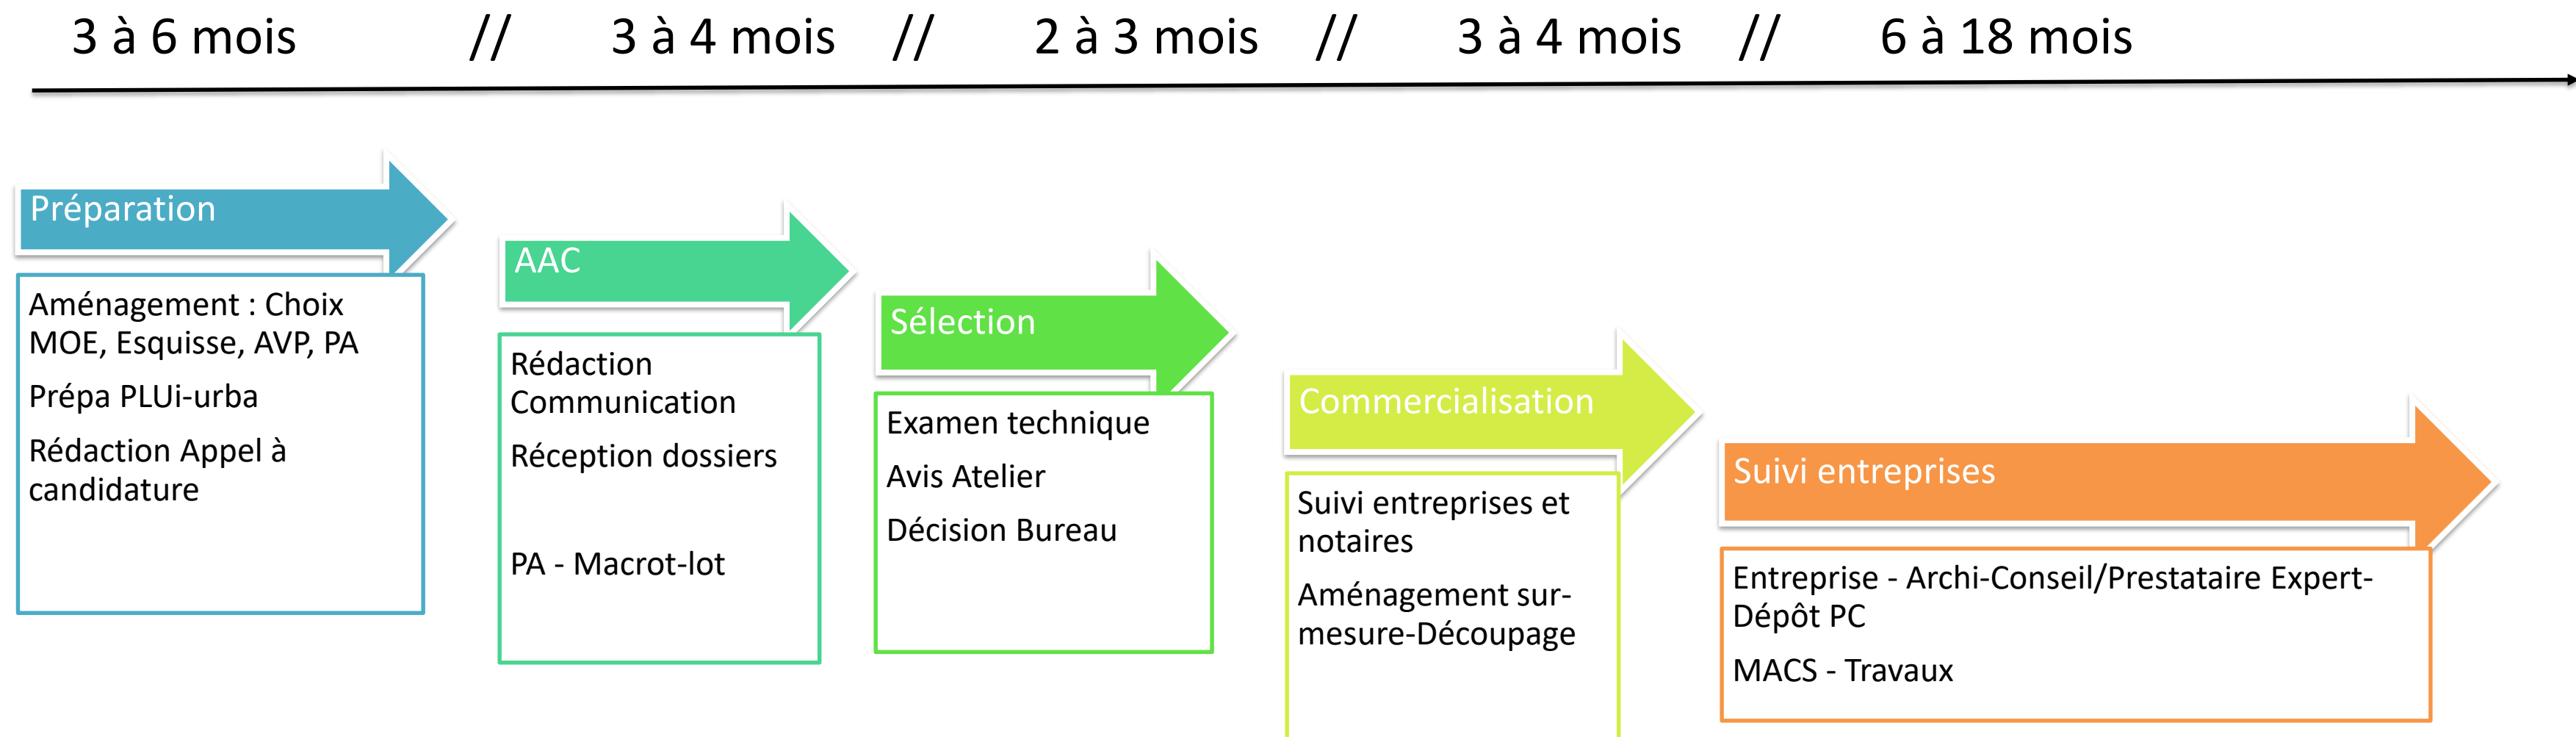 3 à 6 mois // 3 à 4 mois // 2 à 3 mois // 3 à 4 mois // 6 à 18 mois
Préparation
Aménagement : Choix
MOE, Esquisse, AVP, PA
Prépa PLUi-urba
Rédaction Appel à
candidature
AAC
Rédaction
Communication
Réception dossiers
PA - Macrot-lot
Sélection
Examen technique
Avis Atelier
Décision Bureau
Commercialisation
Suivi entreprises et
notaires
Aménagement sur-
mesure-Découpage
Suivi entreprises
Entreprise - Archi-Conseil/Prestataire Expert-
Dépôt PC
MACS - Travaux